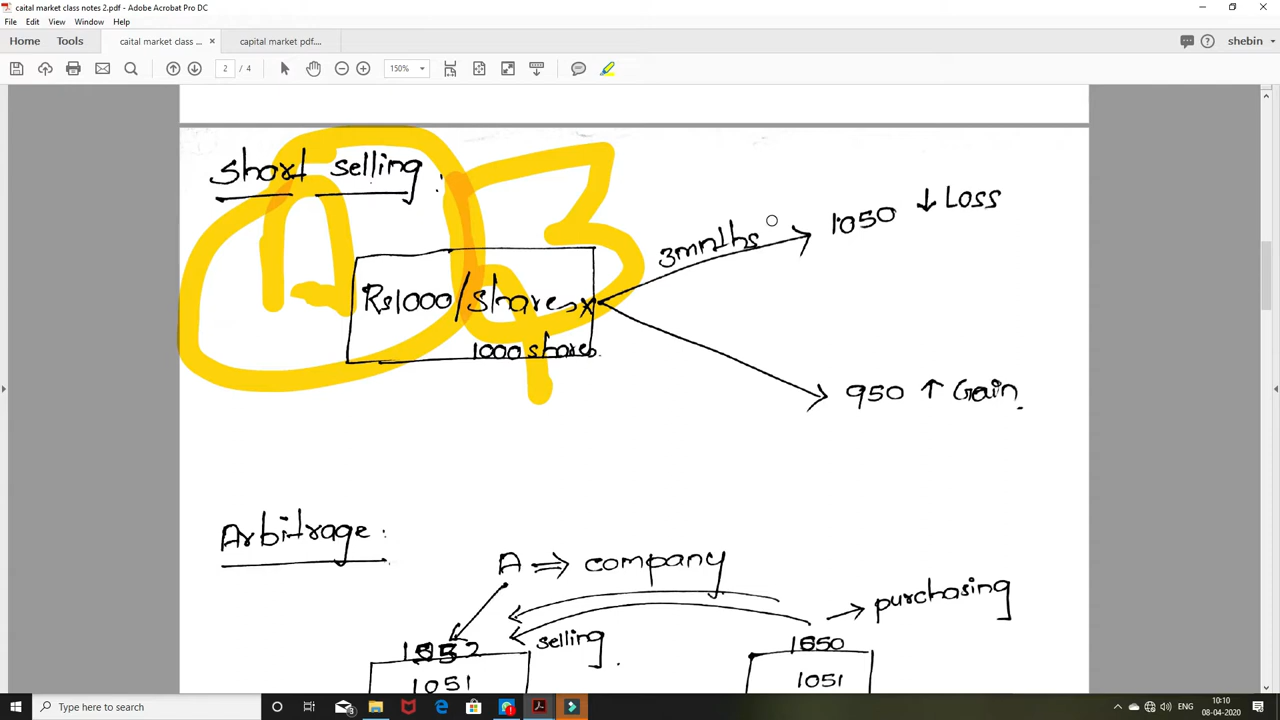 caital market class notes 2.pdf - Adobe Acrobat Pro DC
File Edit View Window Help
Home Tools caital market class ... × capital market pdf.... shebin
2 / 4 150%
Short selling :
Rs1000/shares x
1000 shares.
3mnths
1050 ↓ Loss
950 ↑ Gain.
Arbitrage :
A ⇒ company
→ purchasing
selling
1650
1051
1051
Type here to search
ENG
10:10
08-04-2020